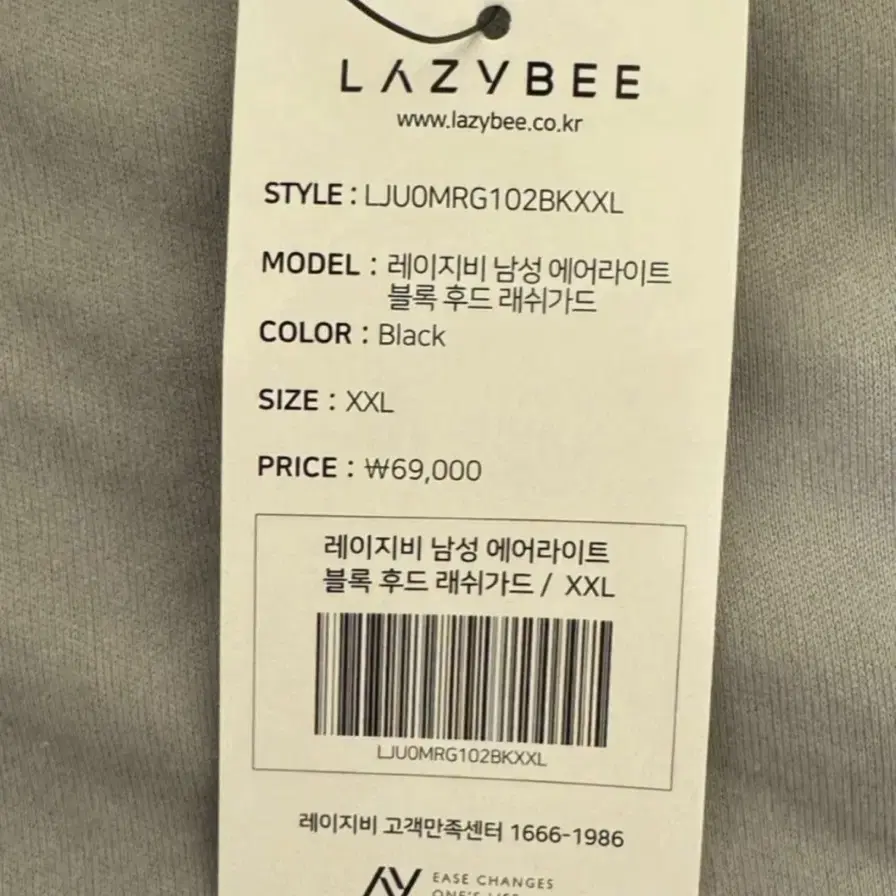 LAZYBEE
www.lazybee.co.kr
STYLE : LJU0MRG102BKXXL
MODEL : 레이지비 남성 에어라이트
블록 후드 래쉬가드
COLOR : Black
SIZE : XXL
PRICE : ₩69,000
레이지비 남성 에어라이트
블록 후드 래쉬가드 / XXL
LJU0MRG102BKXXL
레이지비 고객만족센터 1666-1986
EASE CHANGES